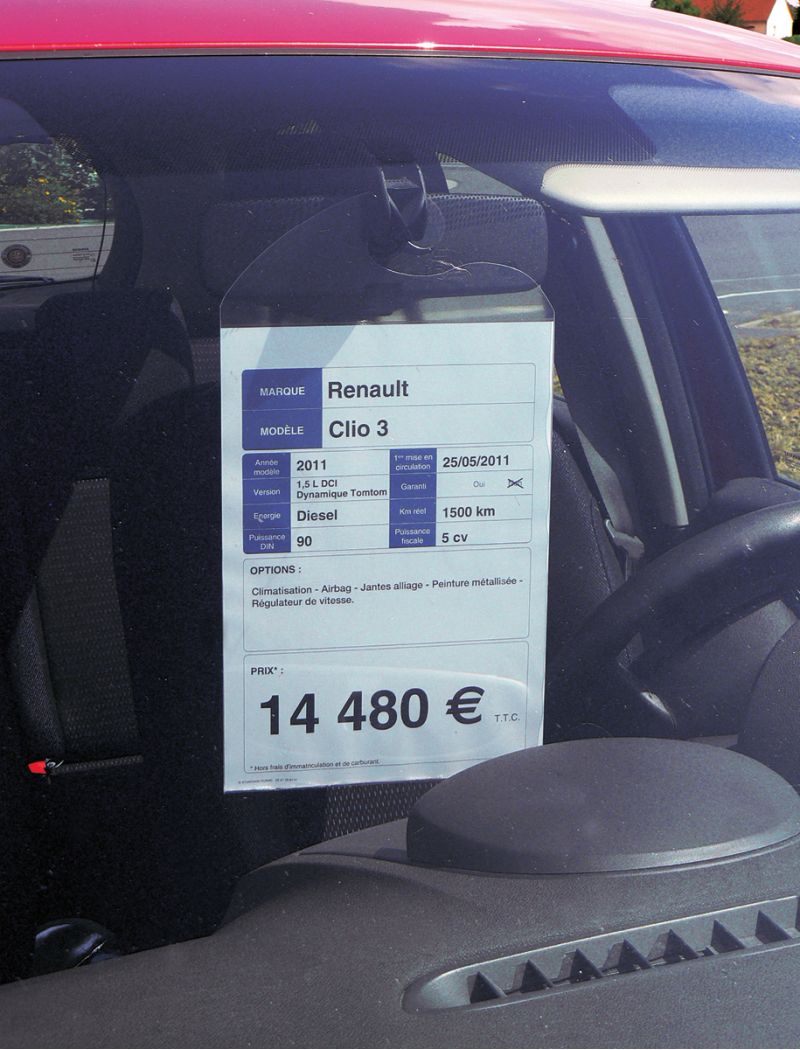 MARQUE Renault
MODÈLE Clio 3
Année modèle 2011 1ère mise en circulation 25/05/2011
Version 1,5 L DCI Dynamique Tomtom Garanti Oui
Energie Diesel Km réel 1500 km
Puissance DIN 90 Puissance fiscale 5 cv
OPTIONS :
Climatisation - Airbag - Jantes alliage - Peinture métallisée -
Régulateur de vitesse.
PRIX* :
14 480 € T.T.C.
* Hors frais d'immatriculation et de carburant.